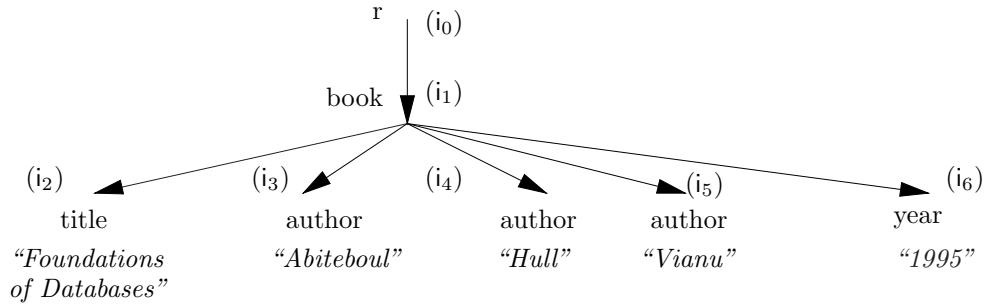 r (i₀)
book (i₁)
(i₂) (i₃) (i₄) (i₅) (i₆)
title author author author year
“Foundations “Abiteboul” “Hull” “Vianu” “1995”
of Databases”